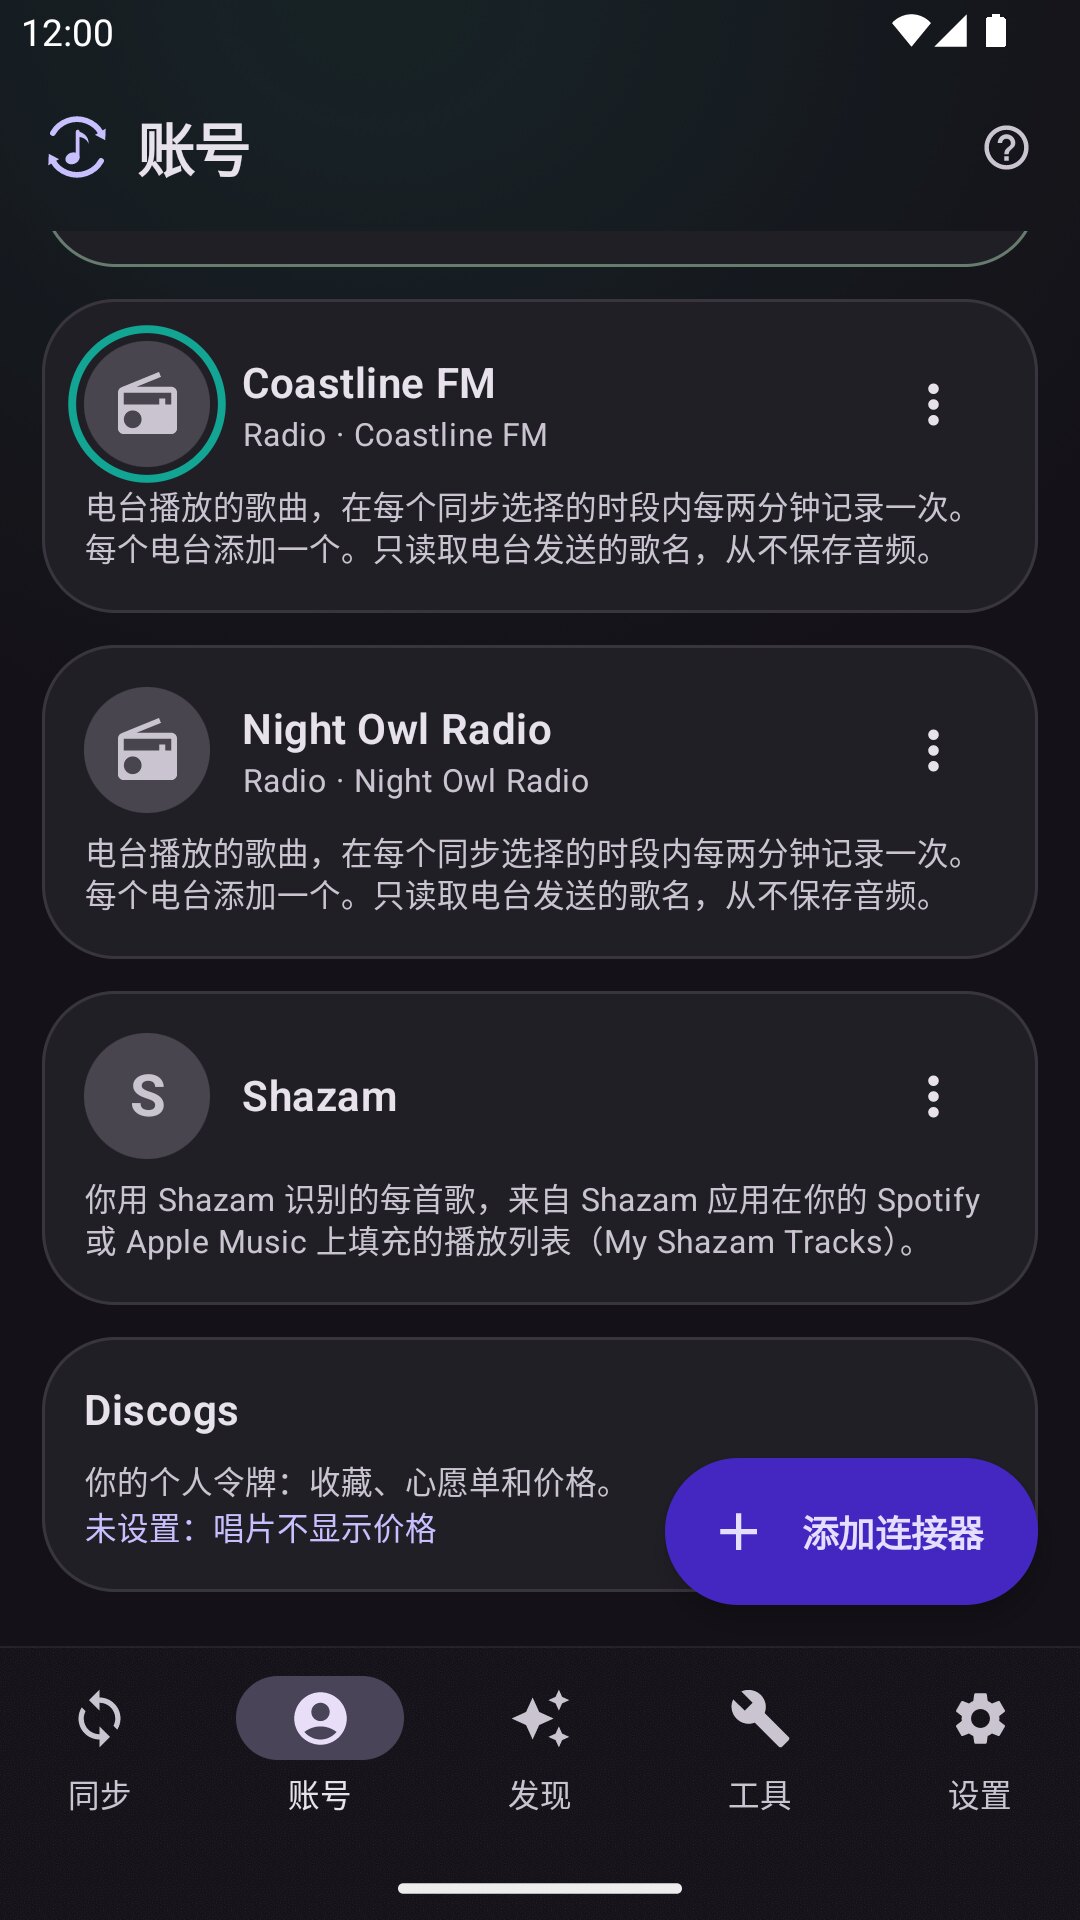 12:00
账号
Coastline FM
Radio · Coastline FM
电台播放的歌曲，在每个同步选择的时段内每两分钟记录一次。
每个电台添加一个。只读取电台发送的歌名，从不保存音频。
Night Owl Radio
Radio · Night Owl Radio
电台播放的歌曲，在每个同步选择的时段内每两分钟记录一次。
每个电台添加一个。只读取电台发送的歌名，从不保存音频。
S
Shazam
你用 Shazam 识别的每首歌，来自 Shazam 应用在你的 Spotify
或 Apple Music 上填充的播放列表（My Shazam Tracks）。
Discogs
你的个人令牌：收藏、心愿单和价格。
未设置：唱片不显示价格
添加连接器
同步
账号
发现
工具
设置